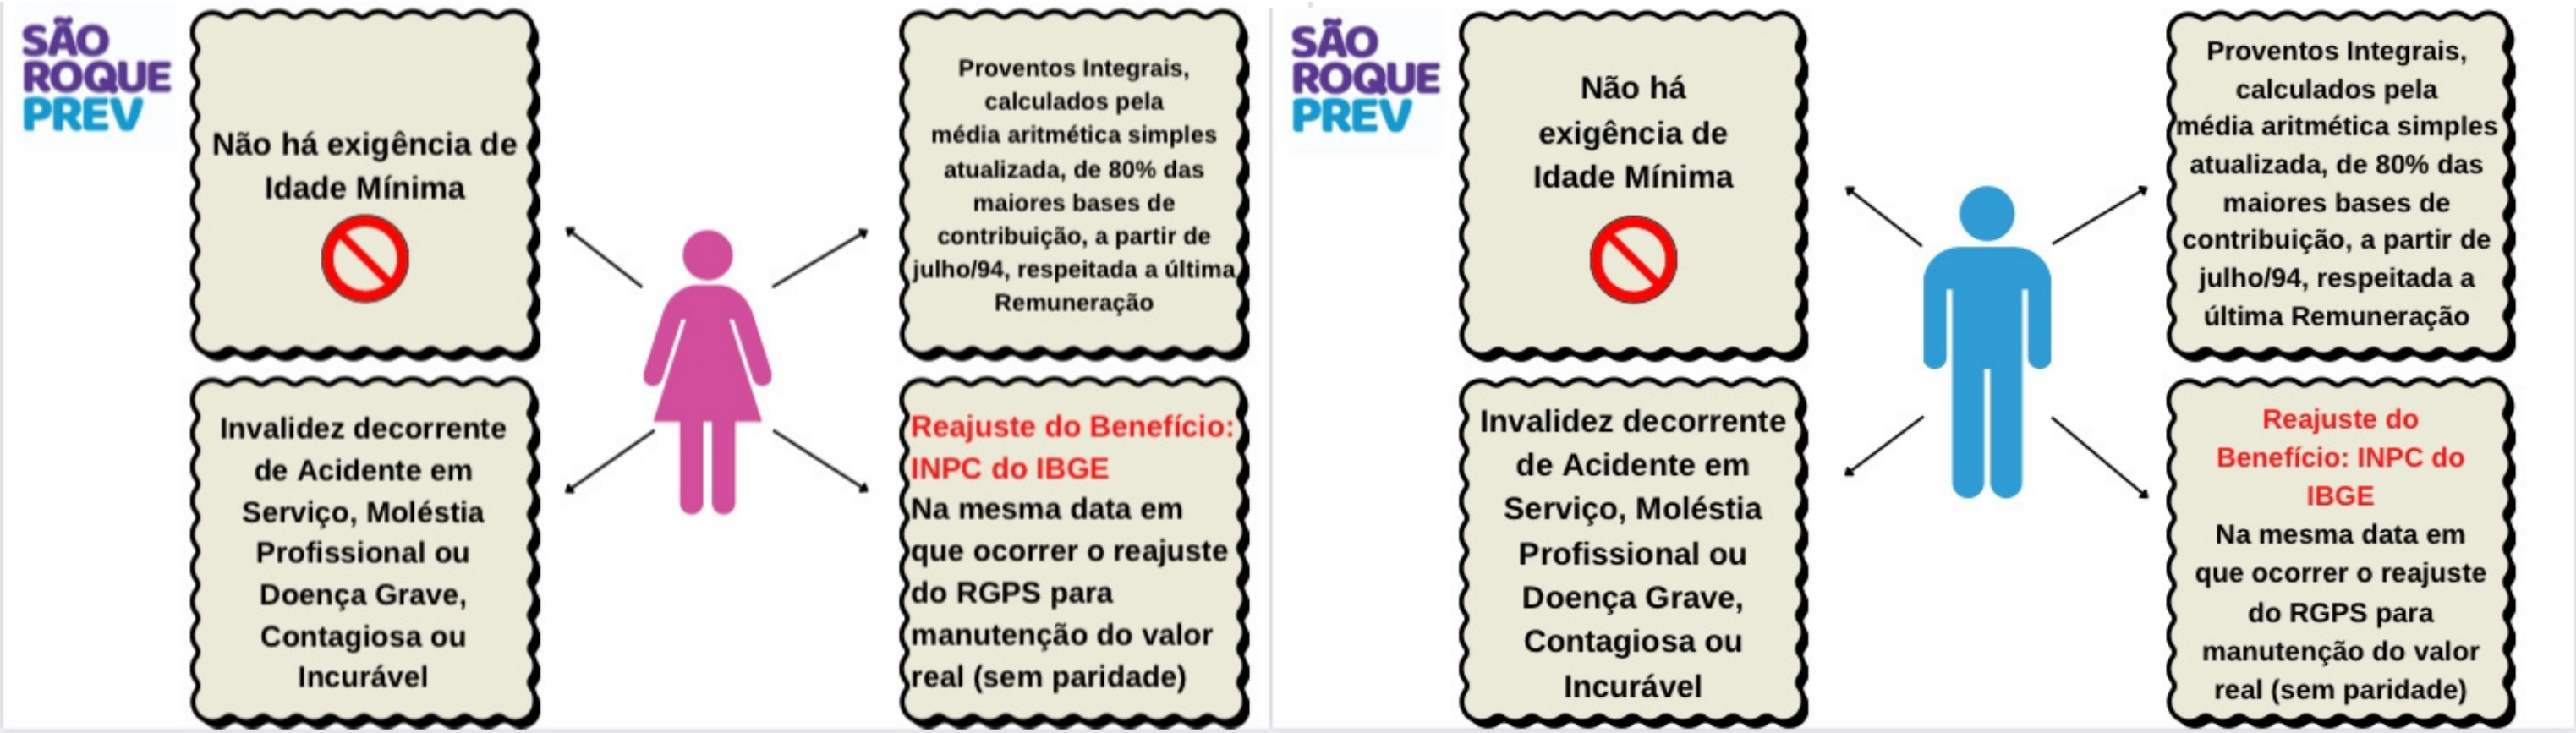 SÃO
ROQUE
PREV
Não há exigência de
Idade Mínima
Proventos Integrais,
calculados pela
média aritmética simples
atualizada, de 80% das
maiores bases de
contribuição, a partir de
julho/94, respeitada a última
Remuneração
Invalidez decorrente
de Acidente em
Serviço, Moléstia
Profissional ou
Doença Grave,
Contagiosa ou
Incurável
Reajuste do Benefício:
INPC do IBGE
Na mesma data em
que ocorrer o reajuste
do RGPS para
manutenção do valor
real (sem paridade)
SÃO
ROQUE
PREV
Não há
exigência de
Idade Mínima
Proventos Integrais,
calculados pela
média aritmética simples
atualizada, de 80% das
maiores bases de
contribuição, a partir de
julho/94, respeitada a
última Remuneração
Invalidez decorrente
de Acidente em
Serviço, Moléstia
Profissional ou
Doença Grave,
Contagiosa ou
Incurável
Reajuste do
Benefício: INPC do
IBGE
Na mesma data em
que ocorrer o reajuste
do RGPS para
manutenção do valor
real (sem paridade)